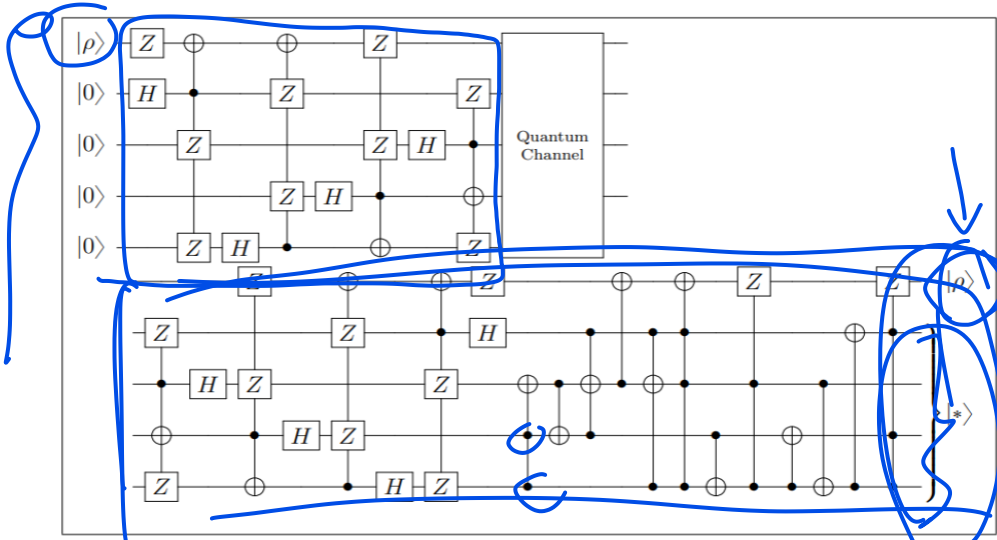 |ρ⟩ Z Z
|0⟩ H Z Z
|0⟩ Z Z H Quantum Channel
|0⟩ Z H
|0⟩ Z H Z
Z Z Z Z |ρ⟩
Z Z H
H Z Z
H Z |*⟩
Z H Z